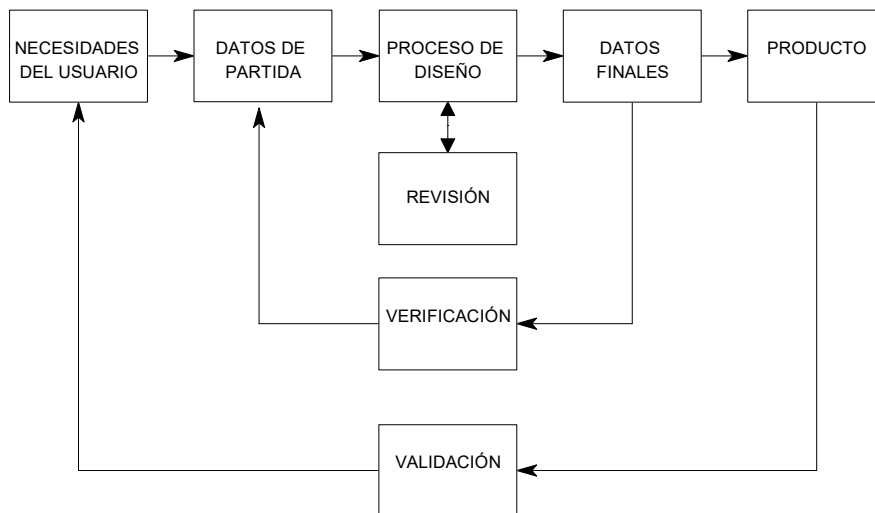 NECESIDADES
DEL USUARIO
DATOS DE
PARTIDA
PROCESO DE
DISEÑO
DATOS
FINALES
PRODUCTO
REVISIÓN
VERIFICACIÓN
VALIDACIÓN